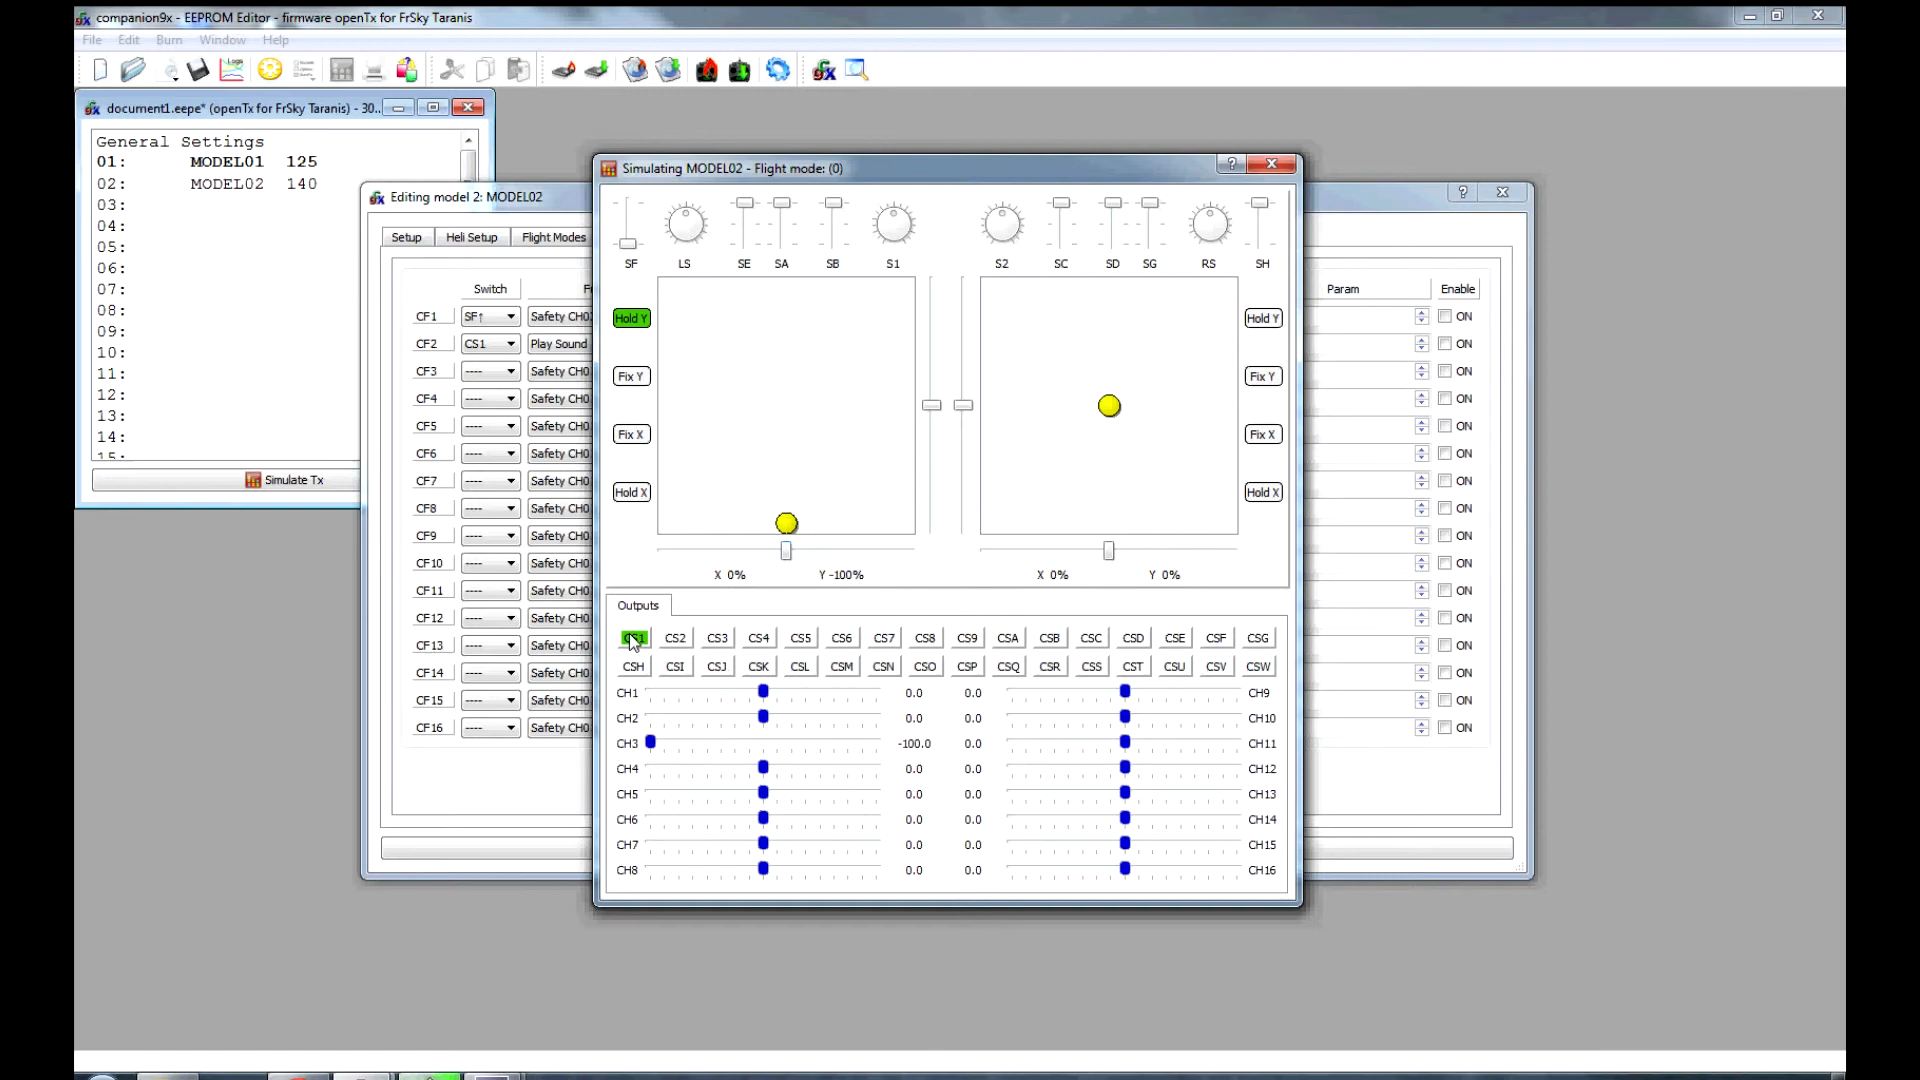 companion9x - EEPROM Editor - firmware openTx for FrSky Taranis
File Edit Burn Window Help
document1.eepe* (openTx for FrSky Taranis) - 30..
General Settings
01: MODEL01 125
02: MODEL02 140
03:
04:
05:
06:
07:
08:
09:
10:
11:
12:
13:
14:
15:
Simulate Tx
Editing model 2: MODEL02
Setup Heli Setup Flight Modes
Switch Param Enable
CF1 SF↑ Safety CH0 ON
CF2 CS1 Play Sound ON
CF3 ---- Safety CH0 ON
CF4 ---- Safety CH0 ON
CF5 ---- Safety CH0 ON
CF6 ---- Safety CH0 ON
CF7 ---- Safety CH0 ON
CF8 ---- Safety CH0 ON
CF9 ---- Safety CH0 ON
CF10 ---- Safety CH0 ON
CF11 ---- Safety CH0 ON
CF12 ---- Safety CH0 ON
CF13 ---- Safety CH0 ON
CF14 ---- Safety CH0 ON
CF15 ---- Safety CH0 ON
CF16 ---- Safety CH0 ON
Simulating MODEL02 - Flight mode: (0)
SF LS SE SA SB S1 S2 SC SD SG RS SH
Hold Y Hold Y
Fix Y Fix Y
Fix X Fix X
Hold X Hold X
X 0% Y -100% X 0% Y 0%
Outputs
CS1 CS2 CS3 CS4 CS5 CS6 CS7 CS8 CS9 CSA CSB CSC CSD CSE CSF CSG
CSH CSI CSJ CSK CSL CSM CSN CSO CSP CSQ CSR CSS CST CSU CSV CSW
CH1 0.0 0.0 CH9
CH2 0.0 0.0 CH10
CH3 -100.0 0.0 CH11
CH4 0.0 0.0 CH12
CH5 0.0 0.0 CH13
CH6 0.0 0.0 CH14
CH7 0.0 0.0 CH15
CH8 0.0 0.0 CH16